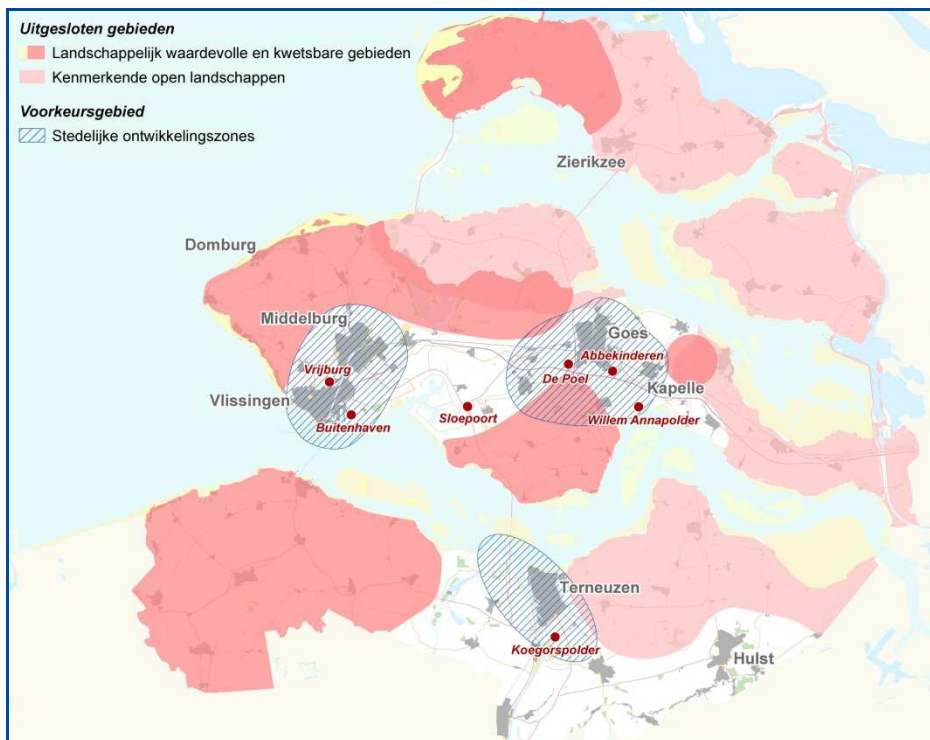 Uitgesloten gebieden
Landschappelijk waardevolle en kwetsbare gebieden
Kenmerkende open landschappen
Voorkeursgebied
Stedelijke ontwikkelingszones
Zierikzee
Domburg
Middelburg
Goes
Abbekinderen
Vrijburg
De Poel
Kapelle
Vlissingen
Buitenhaven
Sloepoort
Willem Annapolder
Terneuzen
Koegorspolder
Hulst